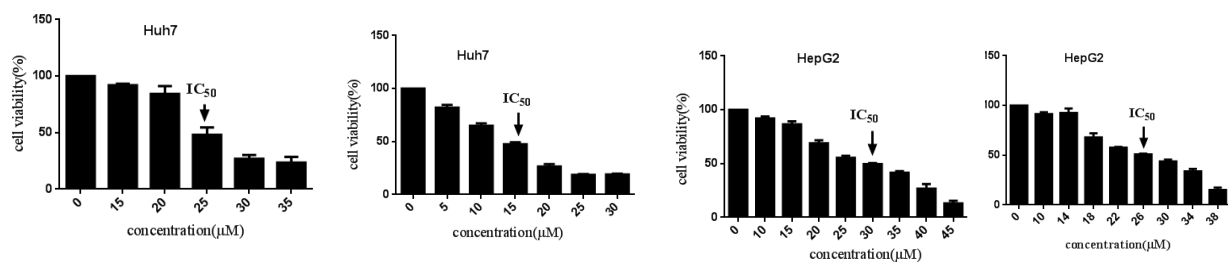 Huh7
cell viability(%)
150
100
50
0
IC50
0 15 20 25 30 35
concentration(μM)
Huh7
cell viability(%)
150
100
50
0
IC50
0 5 10 15 20 25 30
concentration(μM)
HepG2
cell viability(%)
150
100
50
0
IC50
0 10 15 20 25 30 35 40 45
concentration(μM)
HepG2
150
100
50
0
IC50
0 10 14 18 22 26 30 34 38
concentration(μM)